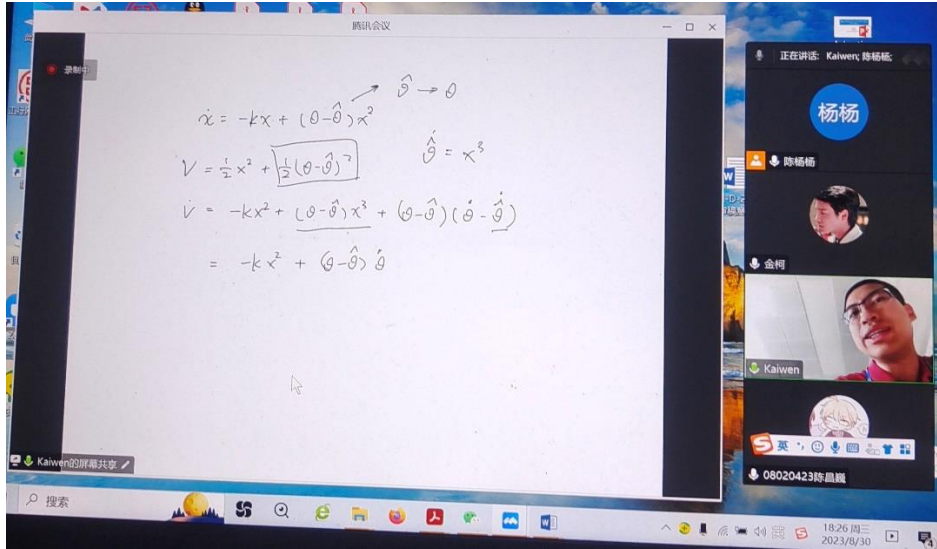 腾讯会议
录制中
θ̂ → θ
ẋ = -kx + (θ-θ̂)x²
V = ½x² + ½(θ-θ̂)²
θ̂̇ = x³
V̇ = -kx² + (θ-θ̂)x³ + (θ-θ̂)(θ̇-θ̂̇)
= -kx² + (θ-θ̂)θ̇
Kaiwen的屏幕共享
正在讲话: Kaiwen; 陈杨杨;
杨杨
陈杨杨
金柯
Kaiwen
英
08020423陈昌巍
搜索
英
18:26 周三
2023/8/30